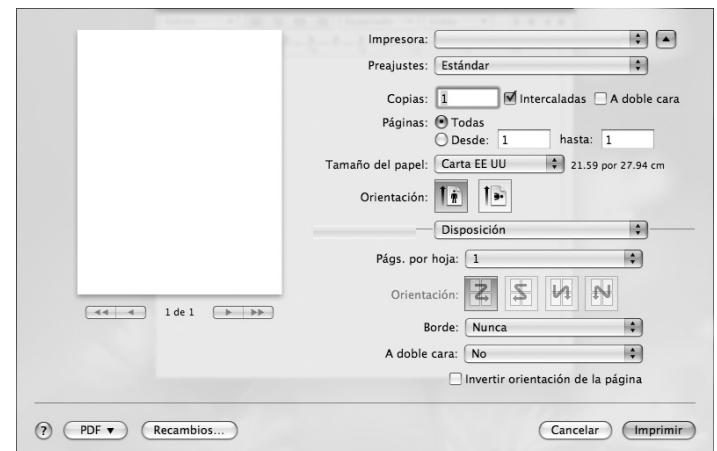 Impresora:
Preajustes: Estándar
Copias: 1 Intercaladas A doble cara
Páginas: Todas
Desde: 1 hasta: 1
Tamaño del papel: Carta EE UU 21.59 por 27.94 cm
Orientación:
Disposición
Págs. por hoja: 1
Orientación:
1 de 1
Borde: Nunca
A doble cara: No
Invertir orientación de la página
? PDF Recambios... Cancelar Imprimir